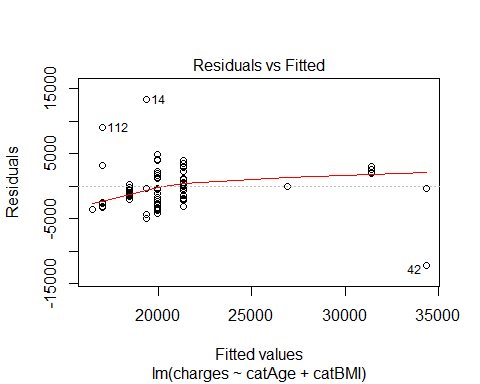 Residuals vs Fitted
Residuals
15000
5000
-5000
-15000
14
112
42
20000 25000 30000 35000
Fitted values
lm(charges ~ catAge + catBMI)